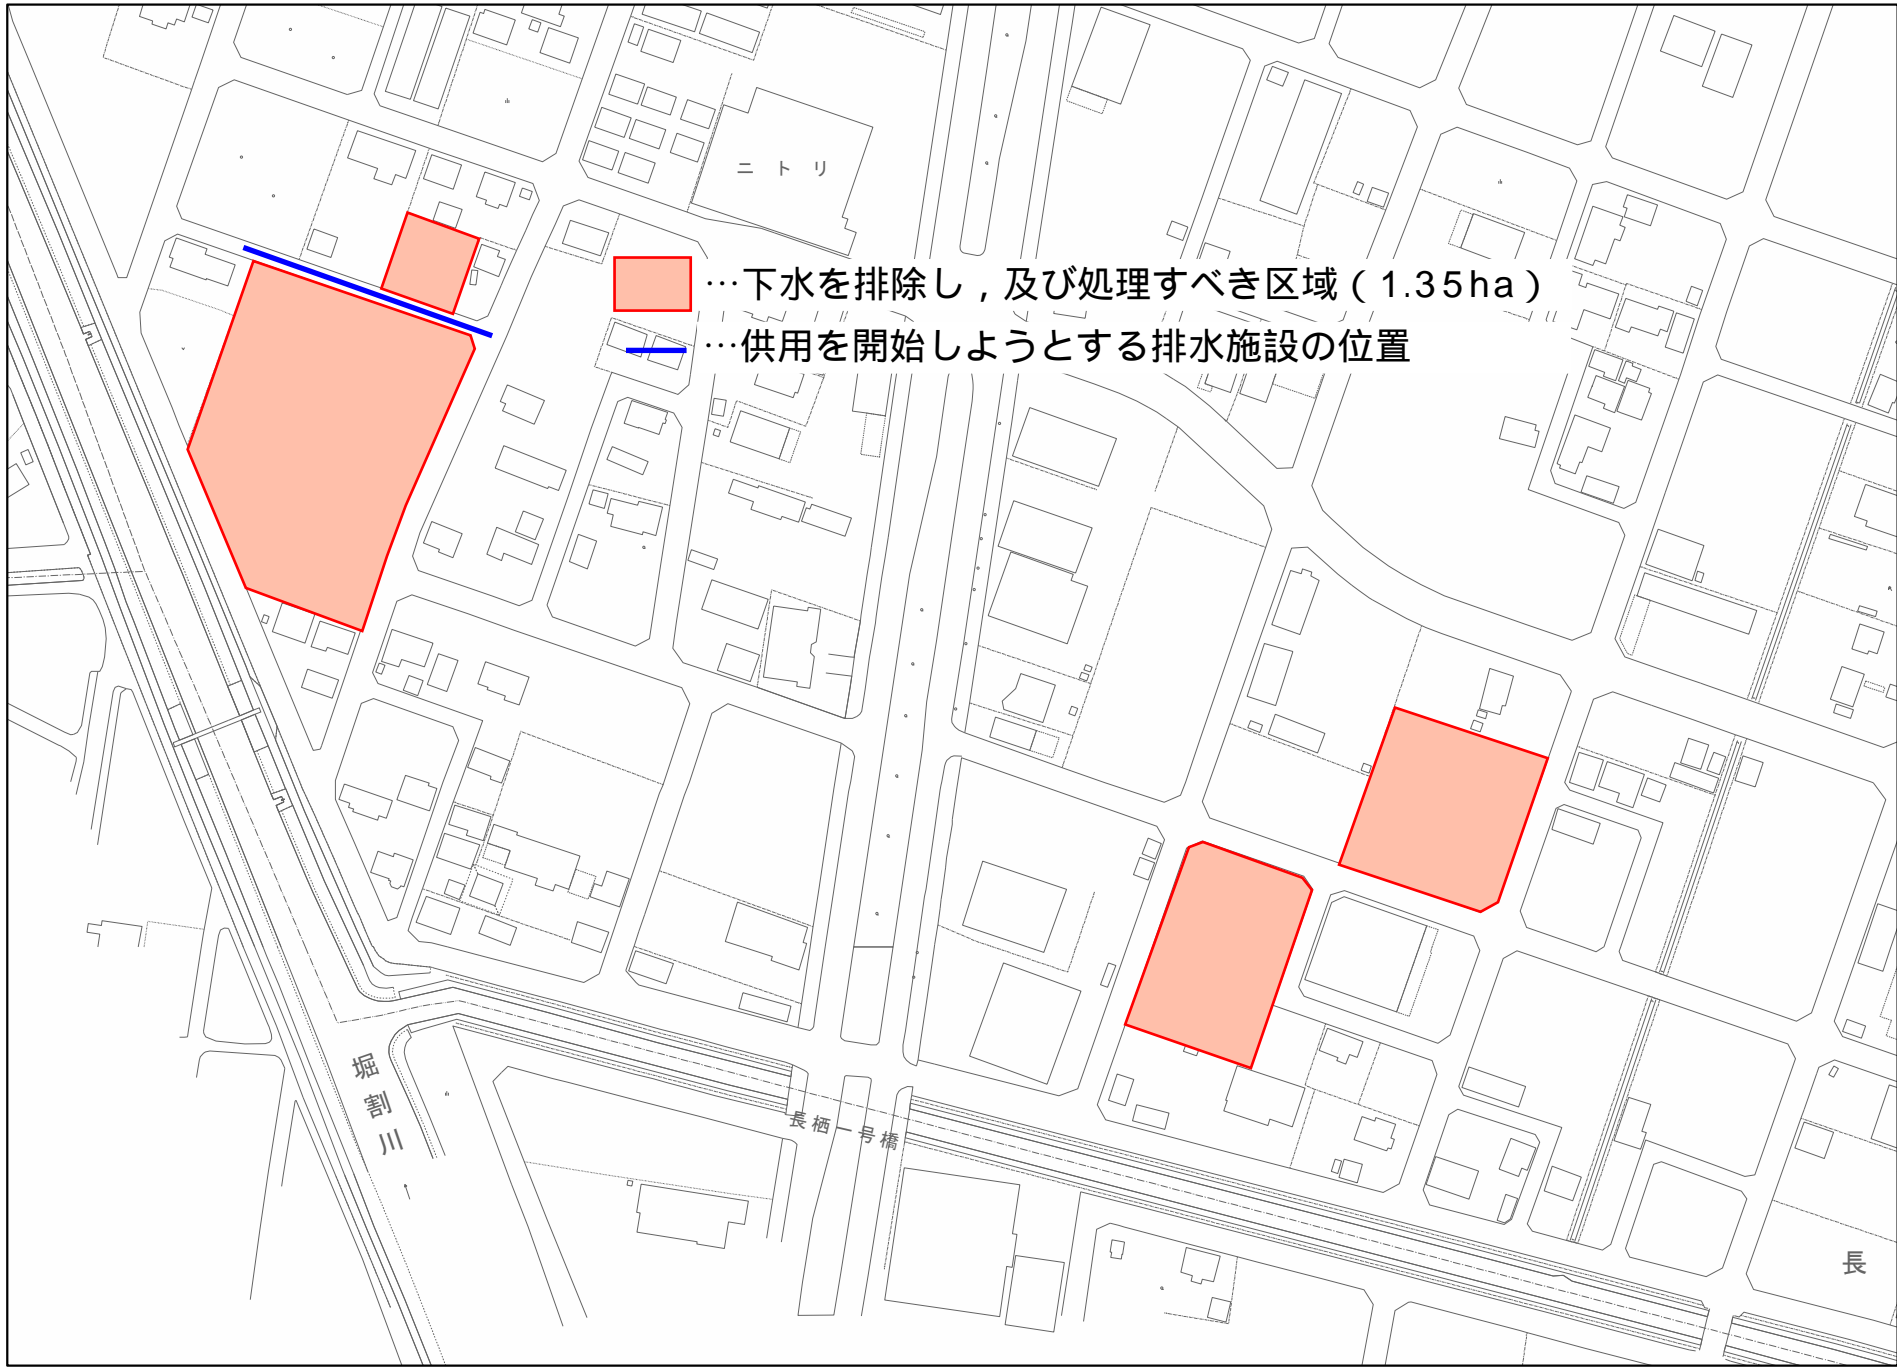 ニトリ
…下水を排除し，及び処理すべき区域（1.35ha）
…供用を開始しようとする排水施設の位置
堀割川
長栖一号橋
長